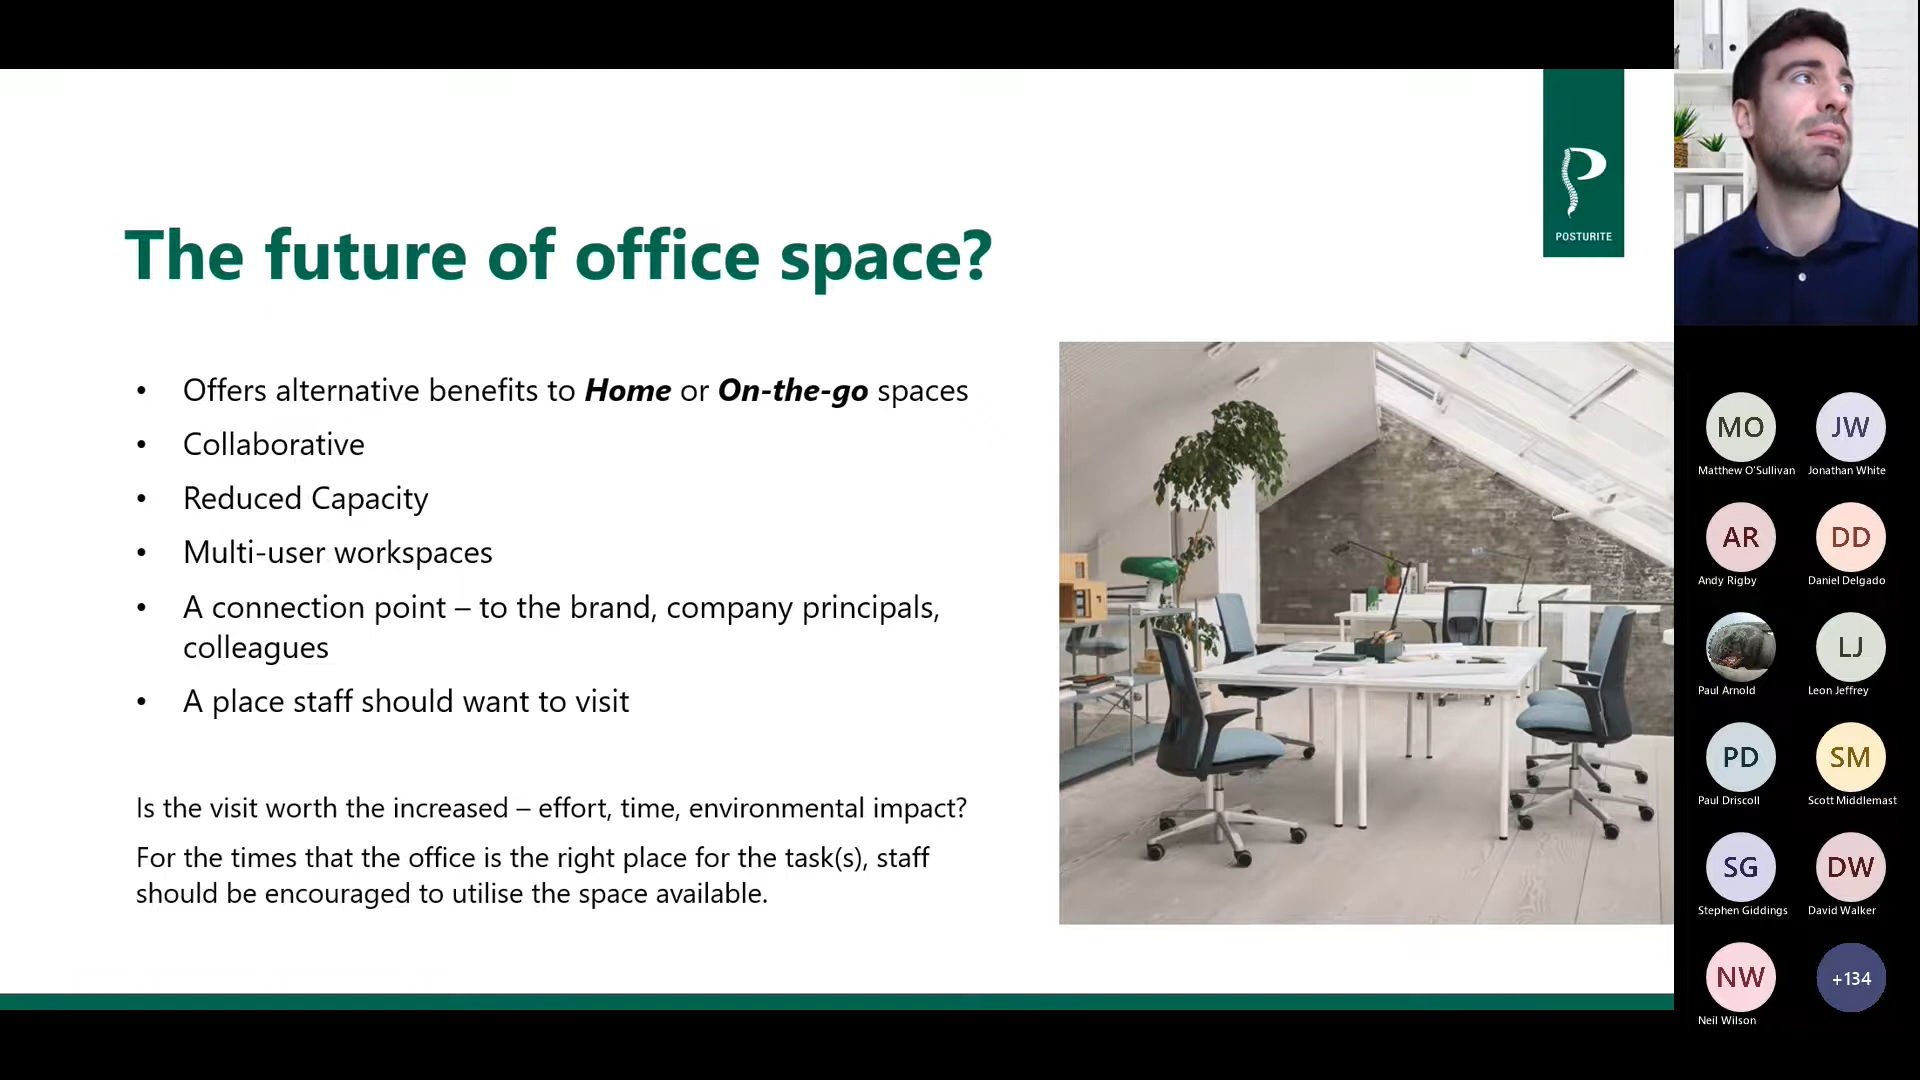 POSTURITE
The future of office space?
• Offers alternative benefits to Home or On-the-go spaces
• Collaborative
• Reduced Capacity
• Multi-user workspaces
• A connection point – to the brand, company principals,
colleagues
• A place staff should want to visit
Is the visit worth the increased – effort, time, environmental impact?
For the times that the office is the right place for the task(s), staff
should be encouraged to utilise the space available.
MO JW
Matthew O'Sullivan Jonathan White
AR DD
Andy Rigby Daniel Delgado
LJ
Paul Arnold Leon Jeffrey
PD SM
Paul Driscoll Scott Middlemast
SG DW
Stephen Giddings David Walker
NW +134
Neil Wilson